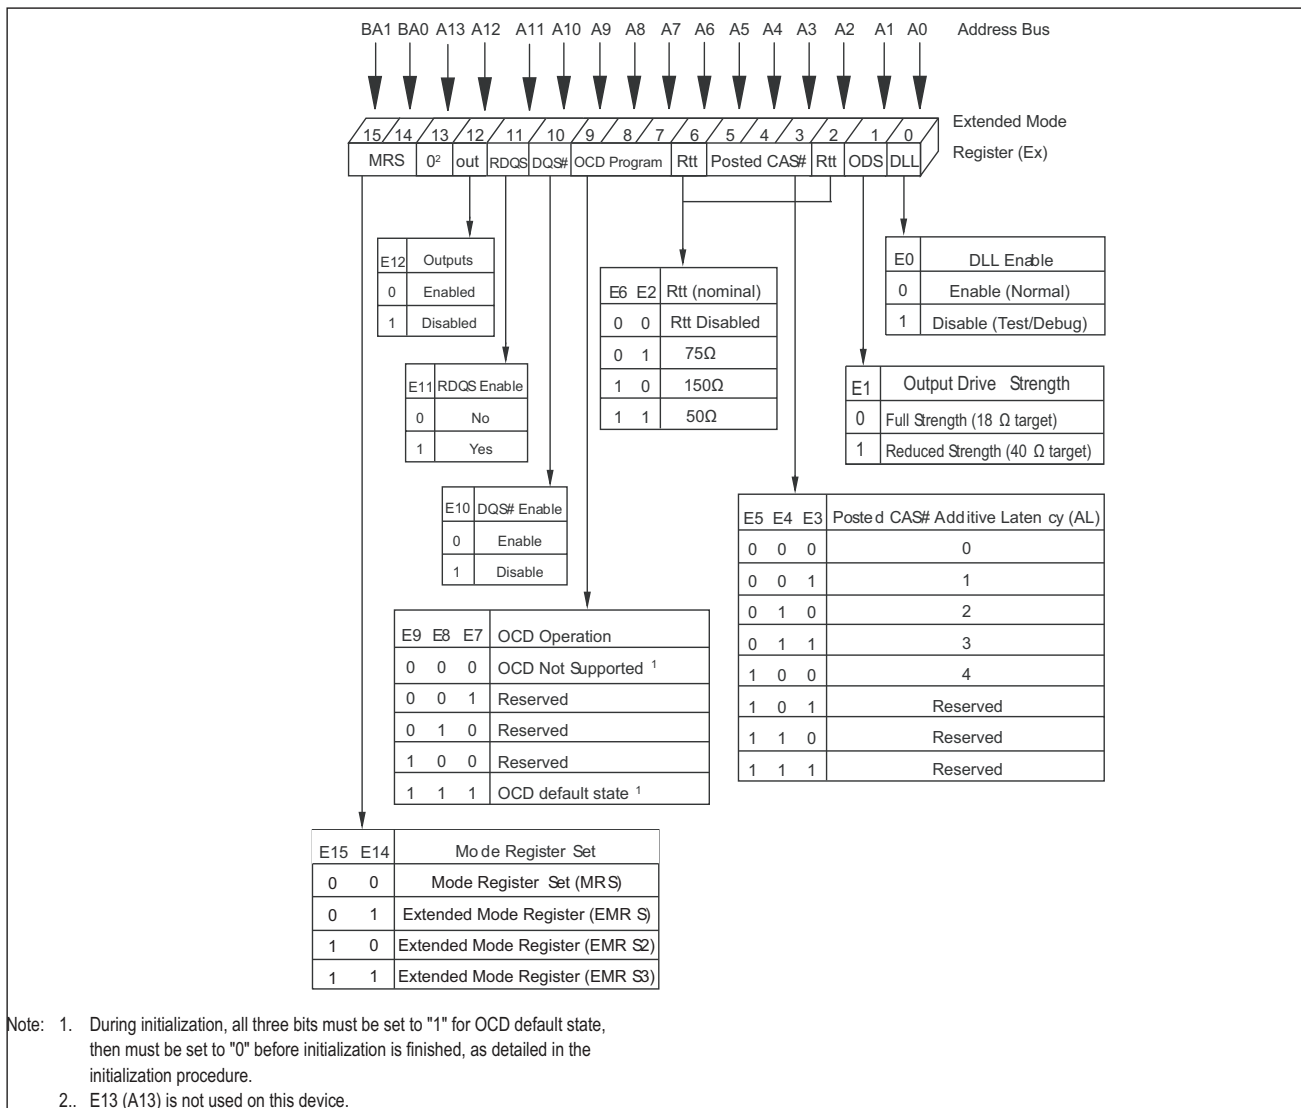 BA1 BA0 A13 A12 A11 A10 A9 A8 A7 A6 A5 A4 A3 A2 A1 A0 Address Bus
Extended Mode
Register (Ex)
15 14 13 12 11 10 9 8 7 6 5 4 3 2 1 0
MRS 0² out RDQS DQS# OCD Program Rtt Posted CAS# Rtt ODS DLL
E12 Outputs
0 Enabled
1 Disabled
E11 RDQS Enable
0 No
1 Yes
E10 DQS# Enable
0 Enable
1 Disable
E6 E2 Rtt (nominal)
0 0 Rtt Disabled
0 1 75Ω
1 0 150Ω
1 1 50Ω
E0 DLL Enable
0 Enable (Normal)
1 Disable (Test/Debug)
E1 Output Drive Strength
0 Full Strength (18 Ω target)
1 Reduced Strength (40 Ω target)
E5 E4 E3 Posted CAS# Additive Laten cy (AL)
0 0 0 0
0 0 1 1
0 1 0 2
0 1 1 3
1 0 0 4
1 0 1 Reserved
1 1 0 Reserved
1 1 1 Reserved
E9 E8 E7 OCD Operation
0 0 0 OCD Not Supported ¹
0 0 1 Reserved
0 1 0 Reserved
1 0 0 Reserved
1 1 1 OCD default state ¹
E15 E14 Mo de Register Set
0 0 Mode Register Set (MRS)
0 1 Extended Mode Register (EMR S)
1 0 Extended Mode Register (EMR S2)
1 1 Extended Mode Register (EMR S3)
Note: 1. During initialization, all three bits must be set to "1" for OCD default state,
then must be set to "0" before initialization is finished, as detailed in the
initialization procedure.
2.. E13 (A13) is not used on this device.